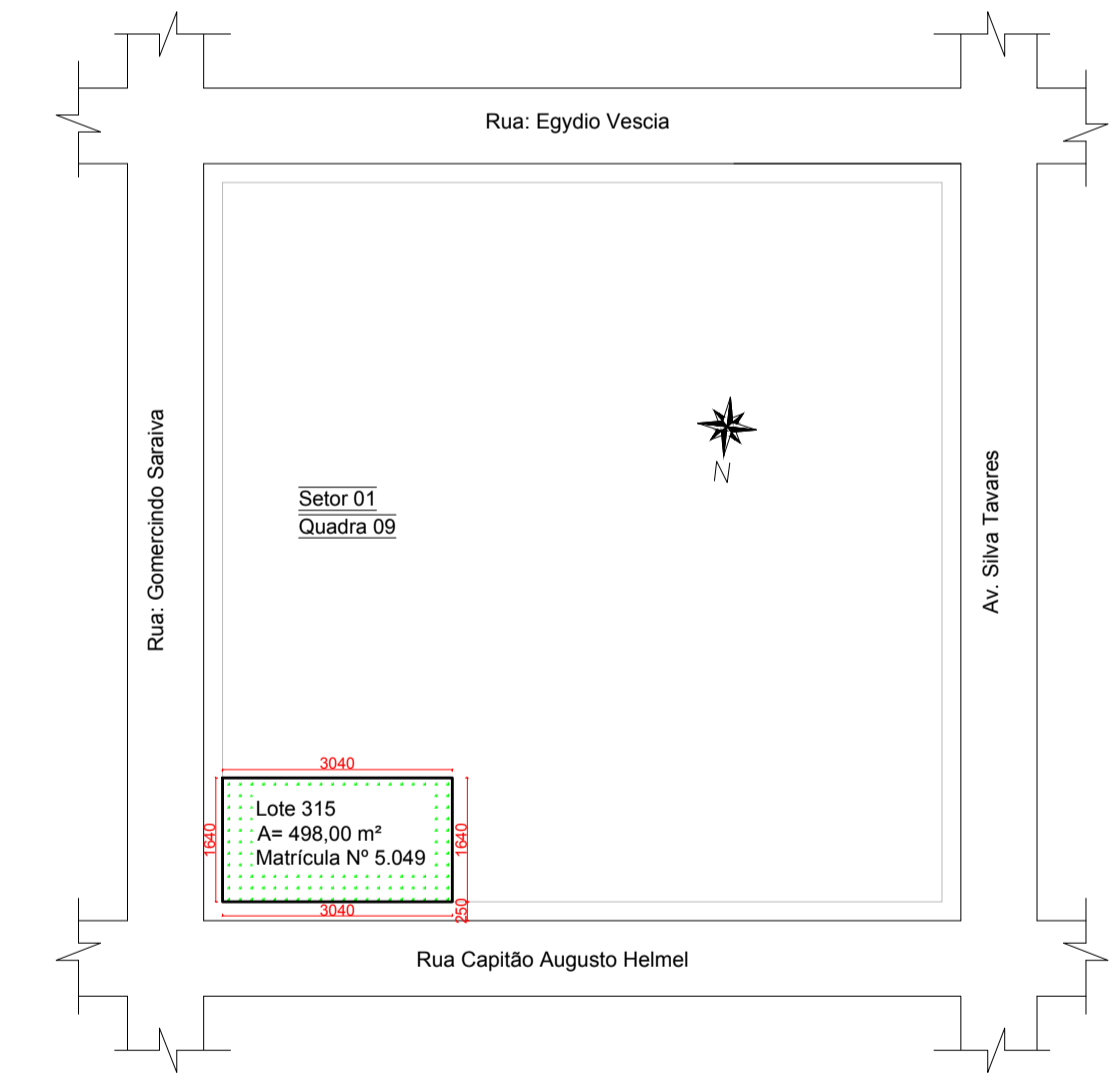 Rua: Egydio Vescia
Rua: Gomercindo Saraiva
Av. Silva Tavares
N
Setor 01
Quadra 09
3040
1640
Lote 315
A= 498,00 m²
Matrícula Nº 5.049
1640
3040
250
Rua Capitão Augusto Helmel